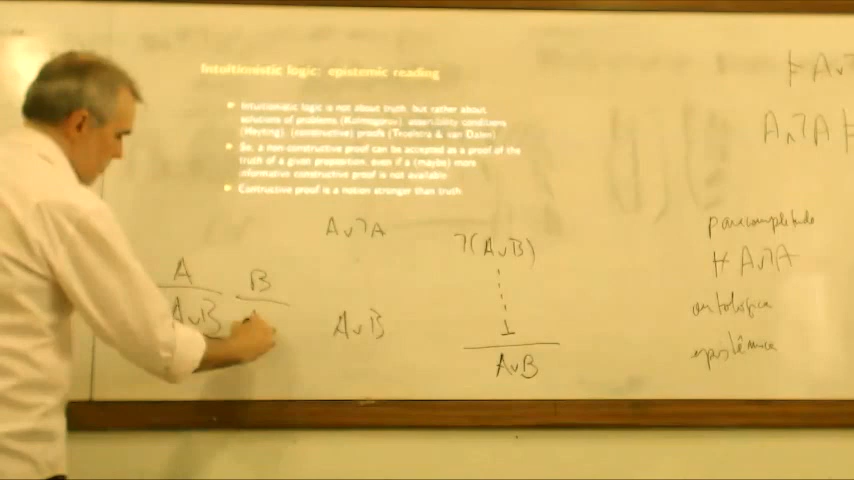 Intuitionistic logic: epistemic reading
Intuitionistic logic is not about truth, but rather about
solutions of problems (Kolmogorov), assertibility conditions
(Heyting), (constructive) proofs (Troelstra & van Dalen)
So, a non-constructive proof can be accepted as a proof of the
truth of a given proposition, even if a (maybe) more
informative constructive proof is not available
Contructive proof is a notion stronger than truth
A∧¬A
A∨¬A
¬(A∨B)
paracompletude
⊬ A∨¬A
A
B
A∨B
A∨B
⊥
A∨B
ontológica
epistêmica